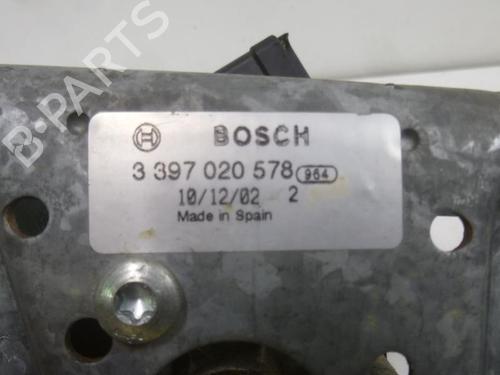 BOSCH
3 397 020 578 964
10/12/02 2
Made in Spain
B-PARTS